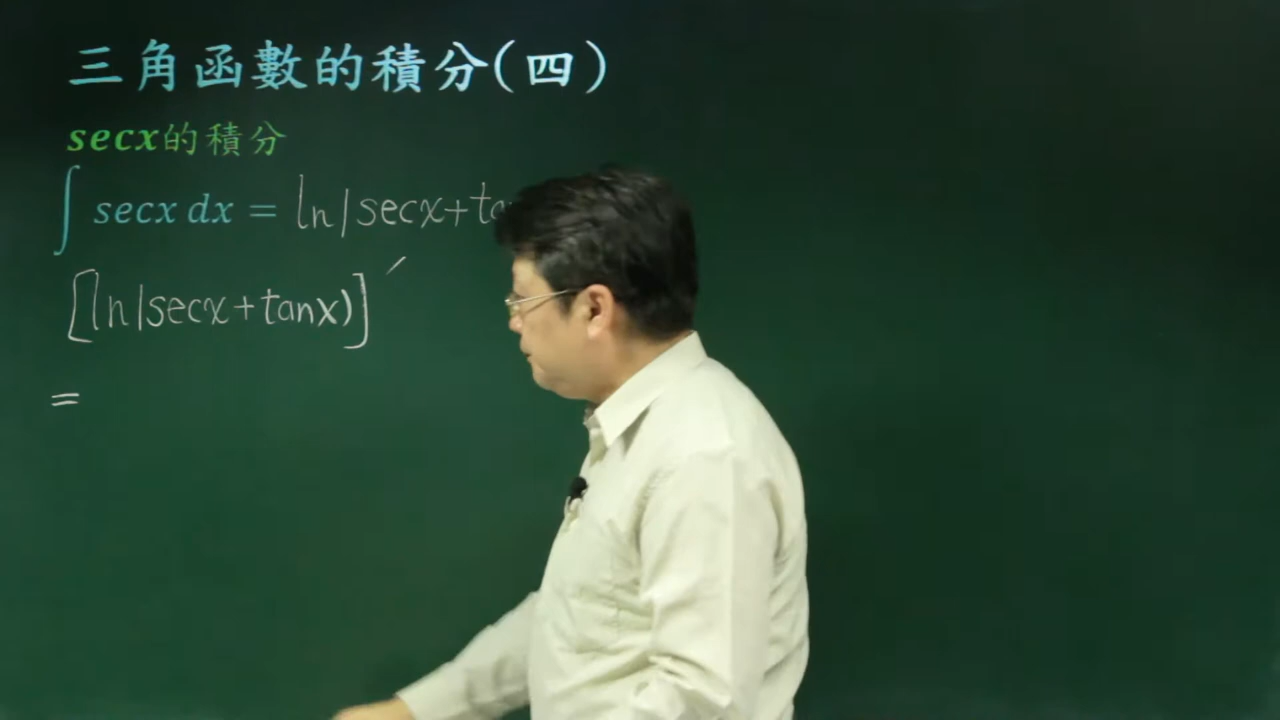 三角函數的積分(四)
secx的積分
∫ secx dx = ln|secx+ta
[ln|secx+tanx)]′
=